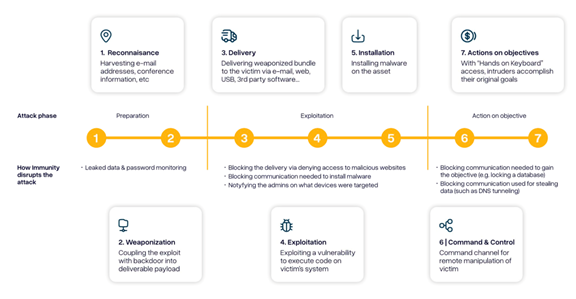 1. Reconnaisance
Harvesting e-mail
addresses, conference
information, etc
3. Delivery
Delivering weaponized bundle
to the victim via e-mail, web,
USB, 3rd party software...
5. Installation
Installing malware
on the asset
7. Actions on objectives
With “Hands on Keyboard”
access, intruders accomplish
their original goals
Attack phase
Preparation
Exploitation
Action on objective
1
2
3
4
5
6
7
How Immunity
disrupts the
attack
· Leaked data & password monitoring
· Blocking the delivery via denying access to malicious websites
· Blocking communication needed to install malware
· Notyfying the admins on what devices were targeted
· Blocking communication needed to gain
the objective (e.g. locking a database)
· Blocking communication used for stealing
data (such as DNS tunneling)
2. Weaponization
Coupling the exploit
with backdoor into
deliverable payload
4. Exploitation
Exploiting a vulnerability
to execute code on
victim's system
6 | Command & Control
Command channel for
remote manipulation of
victim